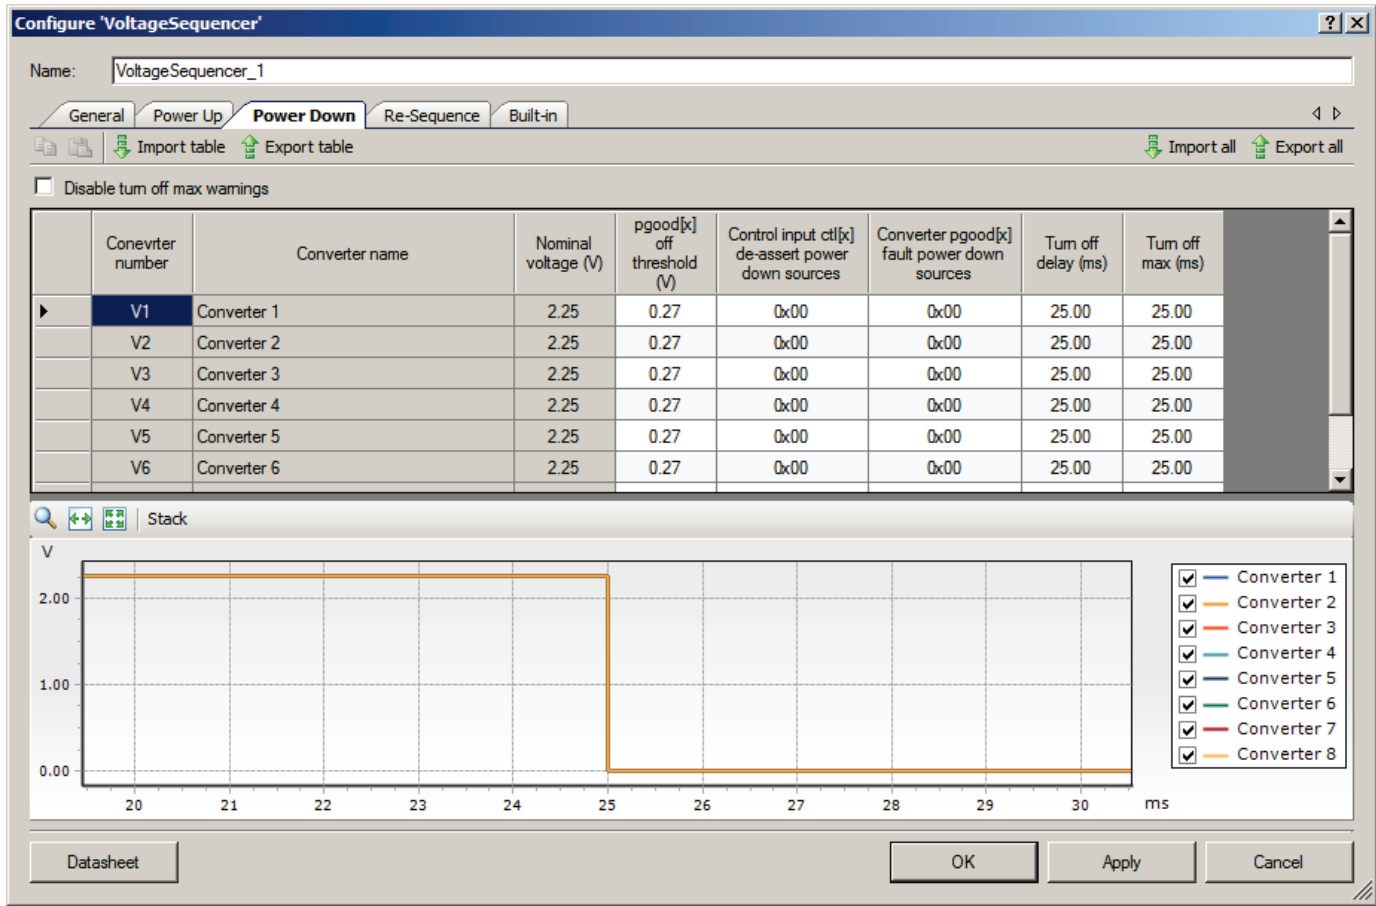 Configure 'VoltageSequencer'
Name: VoltageSequencer_1
General Power Up Power Down Re-Sequence Built-in
Import table Export table Import all Export all
Disable turn off max warnings
Conevrter number Converter name Nominal voltage (V) pgood[x] off threshold (V) Control input ctl[x] de-assert power down sources Converter pgood[x] fault power down sources Turn off delay (ms) Turn off max (ms)
V1 Converter 1 2.25 0.27 0x00 0x00 25.00 25.00
V2 Converter 2 2.25 0.27 0x00 0x00 25.00 25.00
V3 Converter 3 2.25 0.27 0x00 0x00 25.00 25.00
V4 Converter 4 2.25 0.27 0x00 0x00 25.00 25.00
V5 Converter 5 2.25 0.27 0x00 0x00 25.00 25.00
V6 Converter 6 2.25 0.27 0x00 0x00 25.00 25.00
Stack
V
2.00
1.00
0.00
20 21 22 23 24 25 26 27 28 29 30 ms
Converter 1
Converter 2
Converter 3
Converter 4
Converter 5
Converter 6
Converter 7
Converter 8
Datasheet OK Apply Cancel